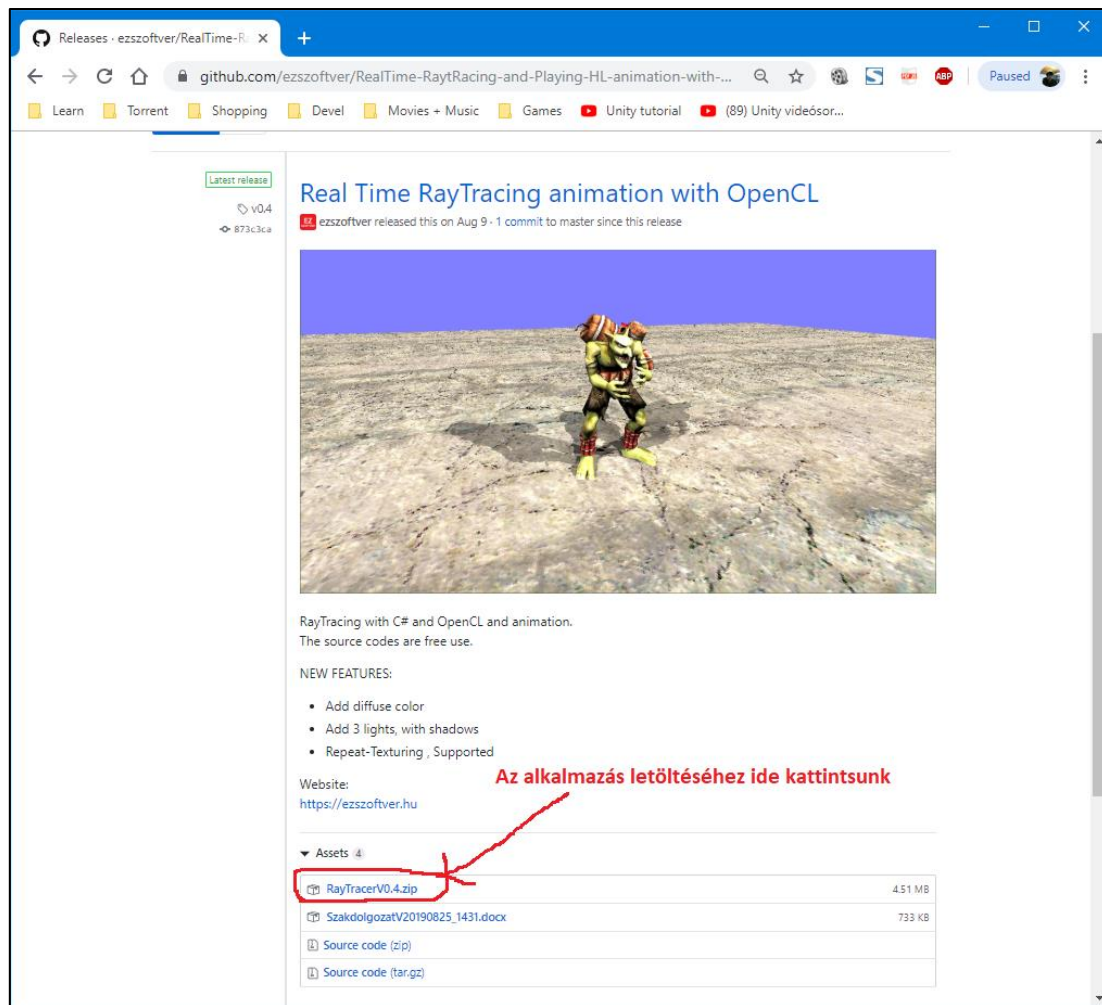 Releases · ezszoftver/RealTime-R
github.com/ezszoftver/RealTime-RaytRacing-and-Playing-HL-animation-with-...
ABP
Paused
Learn
Torrent
Shopping
Devel
Movies + Music
Games
Unity tutorial
(89) Unity videósor...
Latest release
v0.4
873c3ca
Real Time RayTracing animation with OpenCL
EZ
ezszoftver released this on Aug 9 · 1 commit to master since this release
RayTracing with C# and OpenCL and animation.
The source codes are free use.
NEW FEATURES:
• Add diffuse color
• Add 3 lights, with shadows
• Repeat-Texturing , Supported
Az alkalmazás letöltéséhez ide kattintsunk
Website:
https://ezszoftver.hu
Assets 4
RayTracerV0.4.zip 4.51 MB
SzakdolgozatV20190825_1431.docx 733 KB
Source code (zip)
Source code (tar.gz)